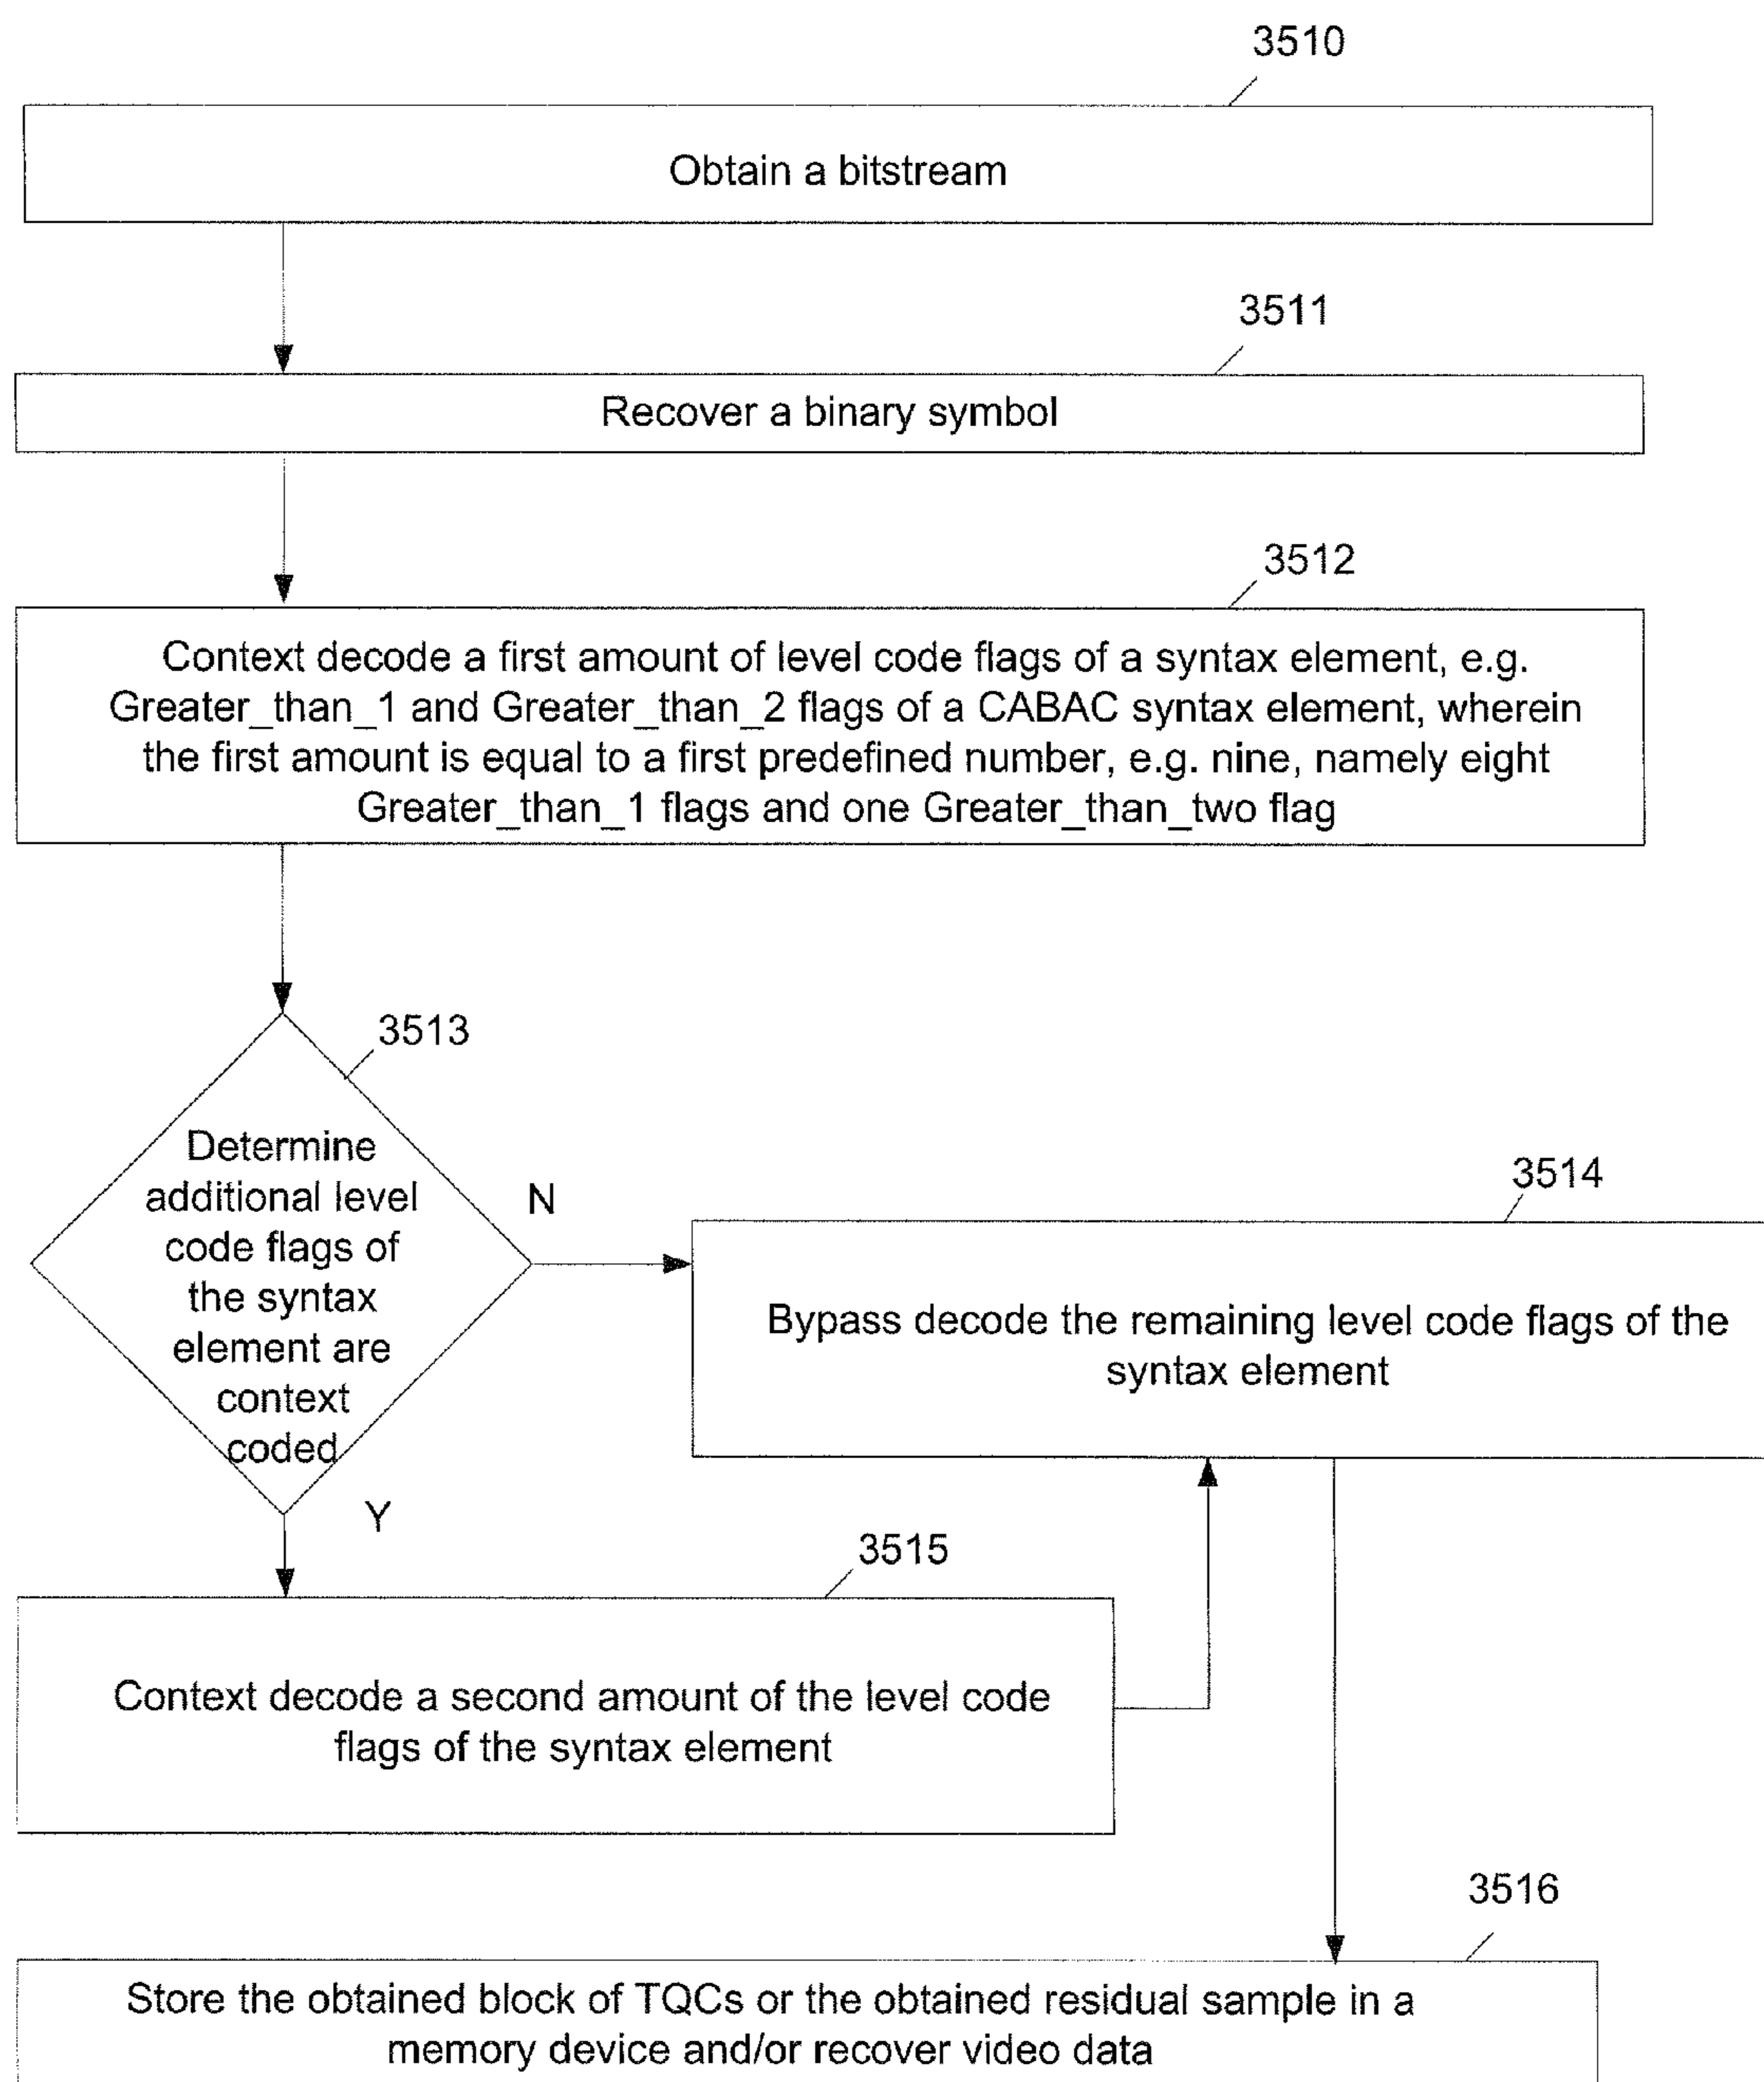 3510
Obtain a bitstream
3511
Recover a binary symbol
3512
Context decode a first amount of level code flags of a syntax element, e.g.
Greater_than_1 and Greater_than_2 flags of a CABAC syntax element, wherein
the first amount is equal to a first predefined number, e.g. nine, namely eight
Greater_than_1 flags and one Greater_than_two flag
3513
Determine
additional level
code flags of
the syntax
element are
context
coded
N
3514
Bypass decode the remaining level code flags of the
syntax element
Y
3515
Context decode a second amount of the level code
flags of the syntax element
3516
Store the obtained block of TQCs or the obtained residual sample in a
memory device and/or recover video data